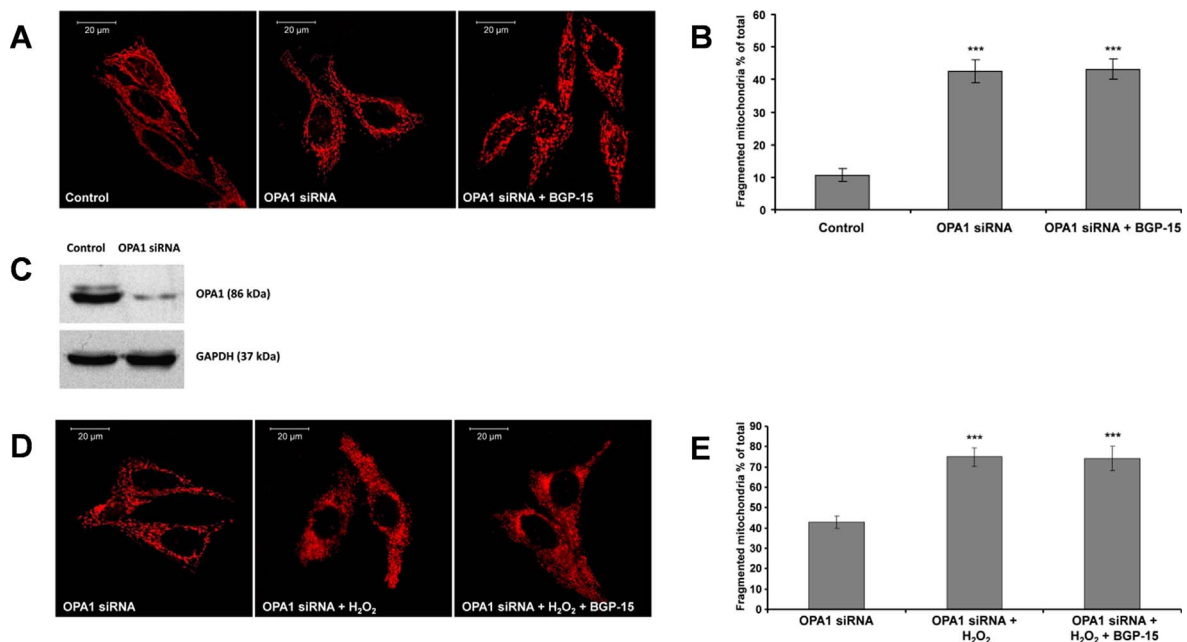 A
20 µm
20 µm
20 µm
Control
OPA1 siRNA
OPA1 siRNA + BGP-15
B
Fragmented mitochondria % of total
60
50
40
30
20
10
0
***
***
Control
OPA1 siRNA
OPA1 siRNA + BGP-15
C
Control OPA1 siRNA
OPA1 (86 kDa)
GAPDH (37 kDa)
D
20 µm
20 µm
20 µm
OPA1 siRNA
OPA1 siRNA + H₂O₂
OPA1 siRNA + H₂O₂ + BGP-15
E
Fragmented mitochondria % of total
90
80
70
60
50
40
30
20
10
0
***
***
OPA1 siRNA
OPA1 siRNA +
H₂O₂
OPA1 siRNA +
H₂O₂ + BGP-15